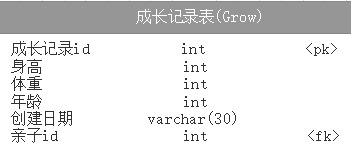 成长记录表(Grow)
成长记录id int <pk>
身高 int
体重 int
年龄 int
创建日期 varchar(30)
亲子id int <fk>